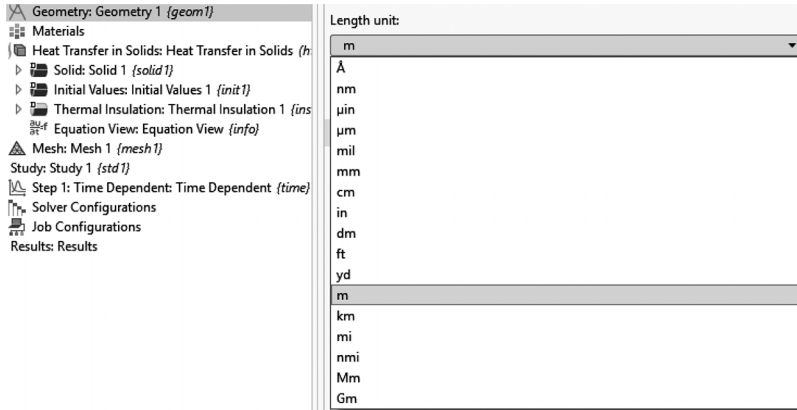 Geometry: Geometry 1 {geom1}
Materials
Heat Transfer in Solids: Heat Transfer in Solids (h
Solid: Solid 1 {solid1}
Initial Values: Initial Values 1 {init1}
Thermal Insulation: Thermal Insulation 1 {ins
Equation View: Equation View {info}
Mesh: Mesh 1 {mesh1}
Study: Study 1 {std1}
Step 1: Time Dependent: Time Dependent {time}
Solver Configurations
Job Configurations
Results: Results
Length unit:
m
Å
nm
µin
µm
mil
mm
cm
in
dm
ft
yd
m
km
mi
nmi
Mm
Gm